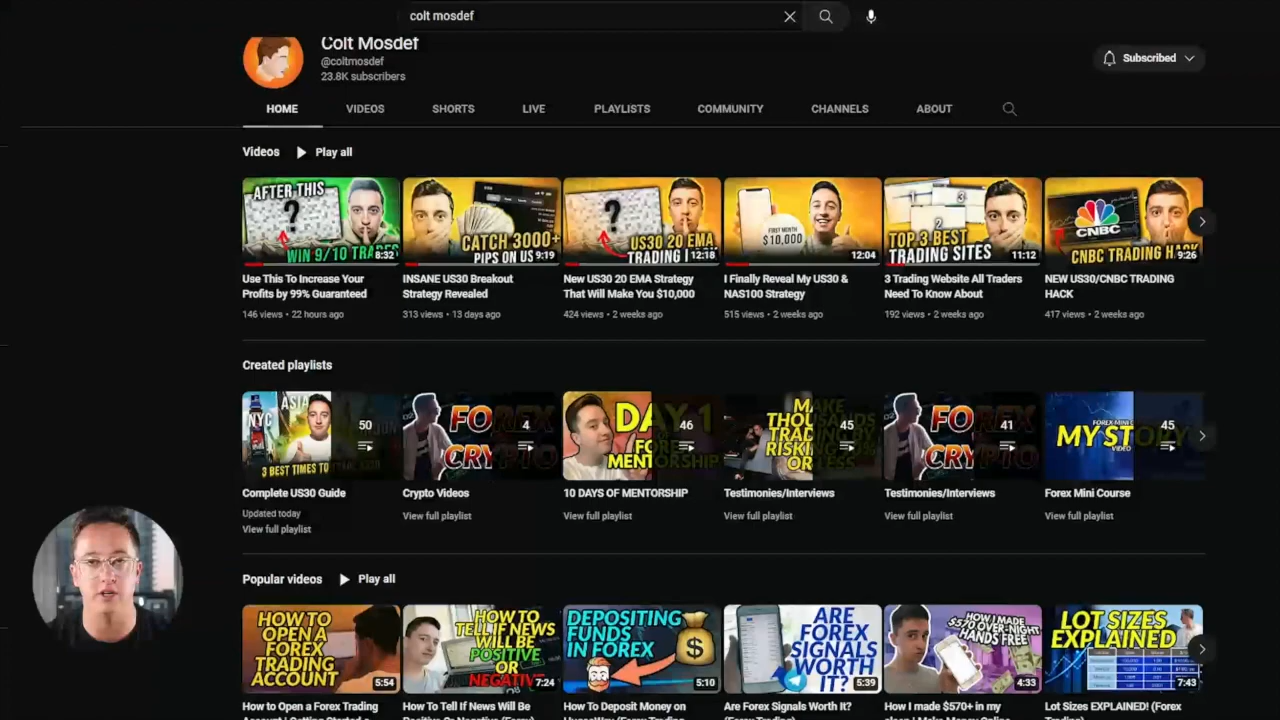 colt mosdef
Colt Mosdef
@coltmosdef
23.8K subscribers
Subscribed
HOME VIDEOS SHORTS LIVE PLAYLISTS COMMUNITY CHANNELS ABOUT
Videos Play all
AFTER THIS
?
WIN 9/10 TRADES
8:32
CATCH 3000+
PIPS ON US
9:19
?
US30 20 EMA
TRADING
12:18
FIRST MONTH
$10,000
12:04
1
3
2
TOP 3 BEST
TRADING SITES
11:12
CNBC
CNBC TRADING HACK
9:26
Use This To Increase Your
Profits by 99% Guaranteed
146 views • 22 hours ago
INSANE US30 Breakout
Strategy Revealed
313 views • 13 days ago
New US30 20 EMA Strategy
That Will Make You $10,000
424 views • 2 weeks ago
I Finally Reveal My US30 &
NAS100 Strategy
515 views • 2 weeks ago
3 Trading Website All Traders
Need To Know About
192 views • 2 weeks ago
NEW US30/CNBC TRADING
HACK
417 views • 2 weeks ago
Created playlists
NYC
ASIA
3 BEST TIMES TO
50
FOREX
CRY
4
DAY 1
FOREX
MENTORSHIP
46
45
FOREX
CRY
41
MY STORY
VIDEO
45
Complete US30 Guide
Updated today
View full playlist
Crypto Videos
View full playlist
10 DAYS OF MENTORSHIP
View full playlist
Testimonies/Interviews
View full playlist
Testimonies/Interviews
View full playlist
Forex Mini Course
View full playlist
Popular videos Play all
HOW TO
OPEN A
FOREX
TRADING
ACCOUNT
5:54
HOW TO
TELL IF NEWS
WILL BE
POSITIVE
OR
NEGATIVE
7:24
DEPOSITING
FUNDS
IN FOREX
$
5:10
ARE
FOREX
SIGNALS
WORTH
IT?
5:39
HOW I MADE
$570+ OVER-NIGHT
HANDS FREE
4:33
LOT SIZES
EXPLAINED!
7:43
How to Open a Forex Trading
How To Tell If News Will Be
How To Deposit Money on
Are Forex Signals Worth It?
How I made $570+ in my
Lot Sizes EXPLAINED! (Forex